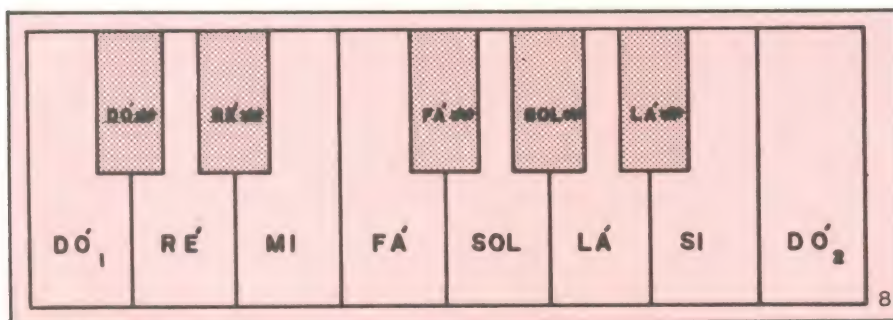 DÓ# RÉ# FÁ# SOL# LÁ#
DÓ₁ RÉ MI FÁ SOL LÁ SI DÓ₂
8